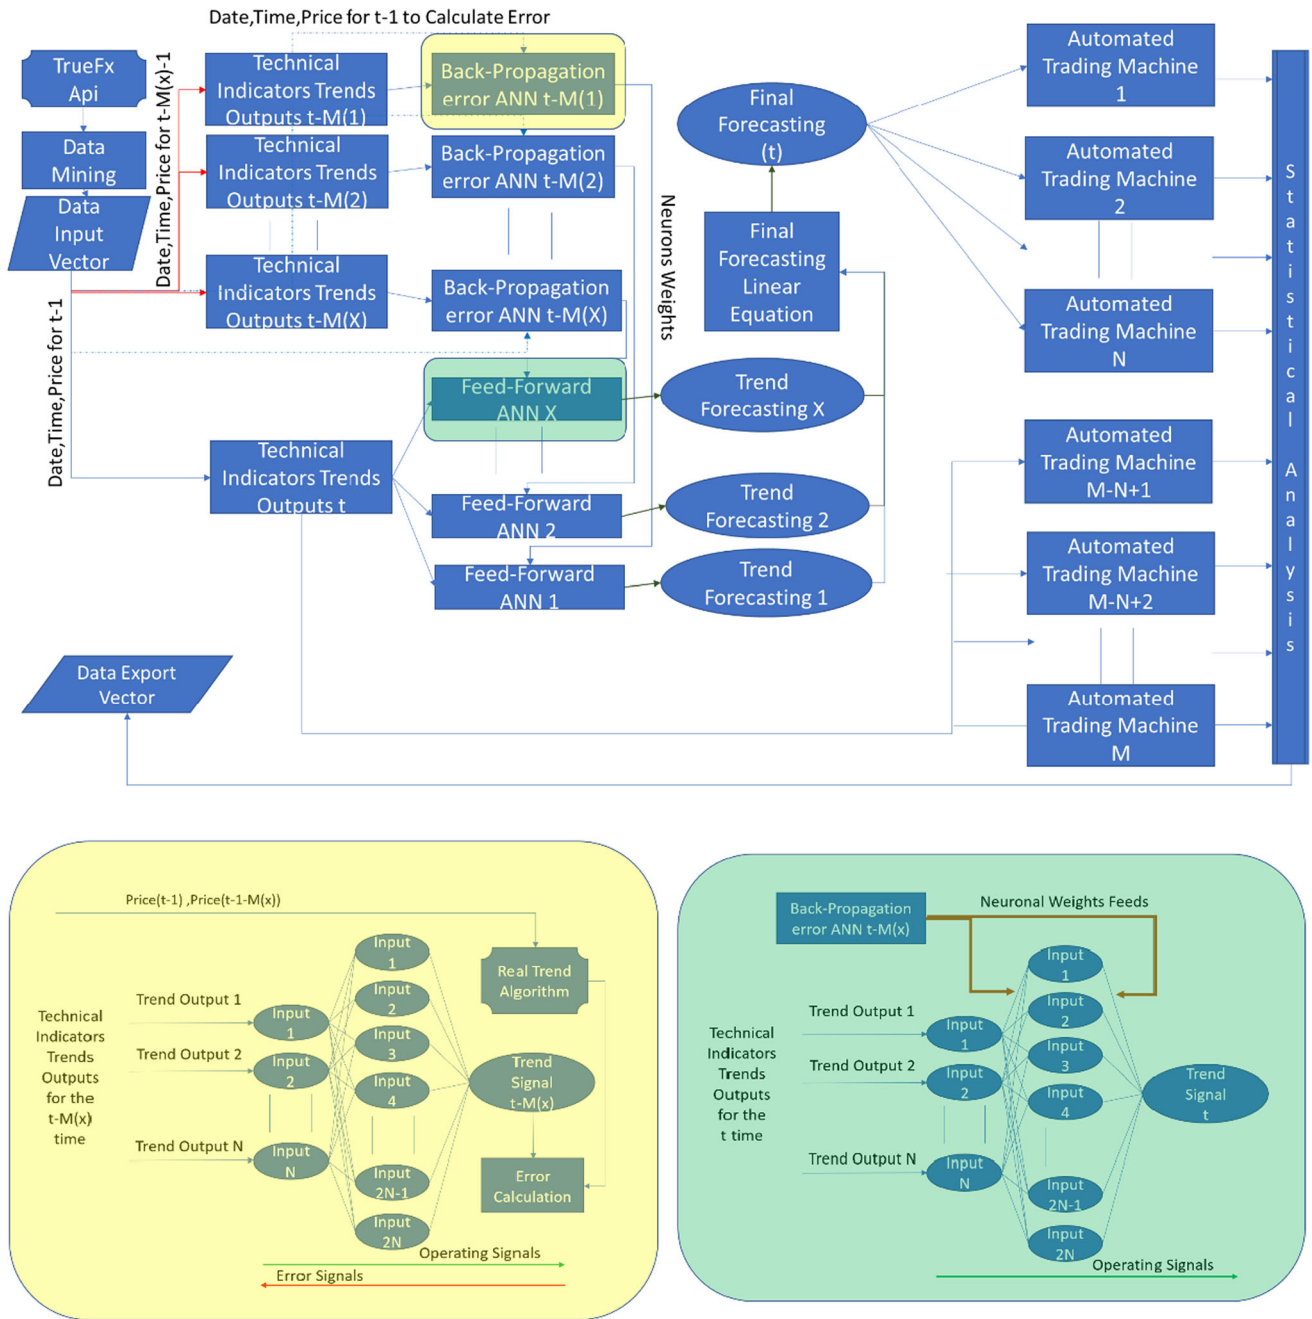 Date,Time,Price for t-1 to Calculate Error
TrueFx
Api
Data
Mining
Data
Input
Vector
Date,Time,Price for t-M(x)-1
Date,Time,Price for t-1
Technical
Indicators Trends
Outputs t-M(1)
Technical
Indicators Trends
Outputs t-M(2)
Technical
Indicators Trends
Outputs t-M(X)
Back-Propagation
error ANN t-M(1)
Back-Propagation
error ANN t-M(2)
Back-Propagation
error ANN t-M(X)
Neurons Weights
Feed-Forward
ANN X
Technical
Indicators Trends
Outputs t
Feed-Forward
ANN 2
Feed-Forward
ANN 1
Final
Forecasting
(t)
Final
Forecasting
Linear
Equation
Trend
Forecasting X
Trend
Forecasting 2
Trend
Forecasting 1
Automated
Trading Machine
1
Automated
Trading Machine
2
Automated
Trading Machine
N
Automated
Trading Machine
M-N+1
Automated
Trading Machine
M-N+2
Automated
Trading Machine
M
Statistical Analysis
Data Export
Vector
Price(t-1) ,Price(t-1-M(x))
Technical
Indicators
Trends
Outputs
for the
t-M(x)
time
Trend Output 1
Trend Output 2
Trend Output N
Input
1
Input
2
Input
N
Input
1
Input
2
Input
3
Input
4
Input
2N-1
Input
2N
Real Trend
Algorithm
Trend
Signal
t-M(x)
Error
Calculation
Operating Signals
Error Signals
Back-Propagation
error ANN t-M(x)
Neuronal Weights Feeds
Technical
Indicators
Trends
Outputs
for the
t time
Trend Output 1
Trend Output 2
Trend Output N
Input
1
Input
2
Input
N
Input
1
Input
2
Input
3
Input
4
Input
2N-1
Input
2N
Trend
Signal
t
Operating Signals